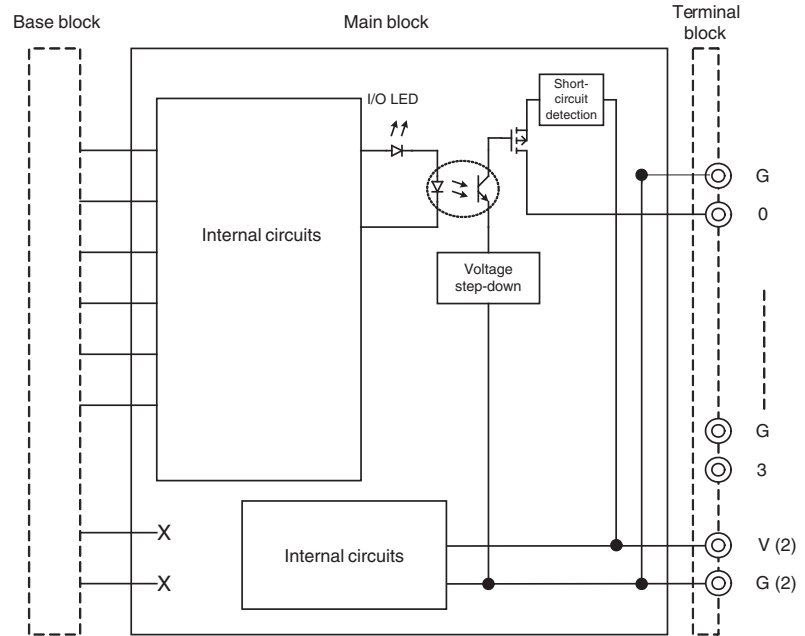 Base block
Main block
Terminal
block
Short-
circuit
detection
I/O LED
G
0
Internal circuits
Voltage
step-down
G
3
X
X
Internal circuits
V (2)
G (2)